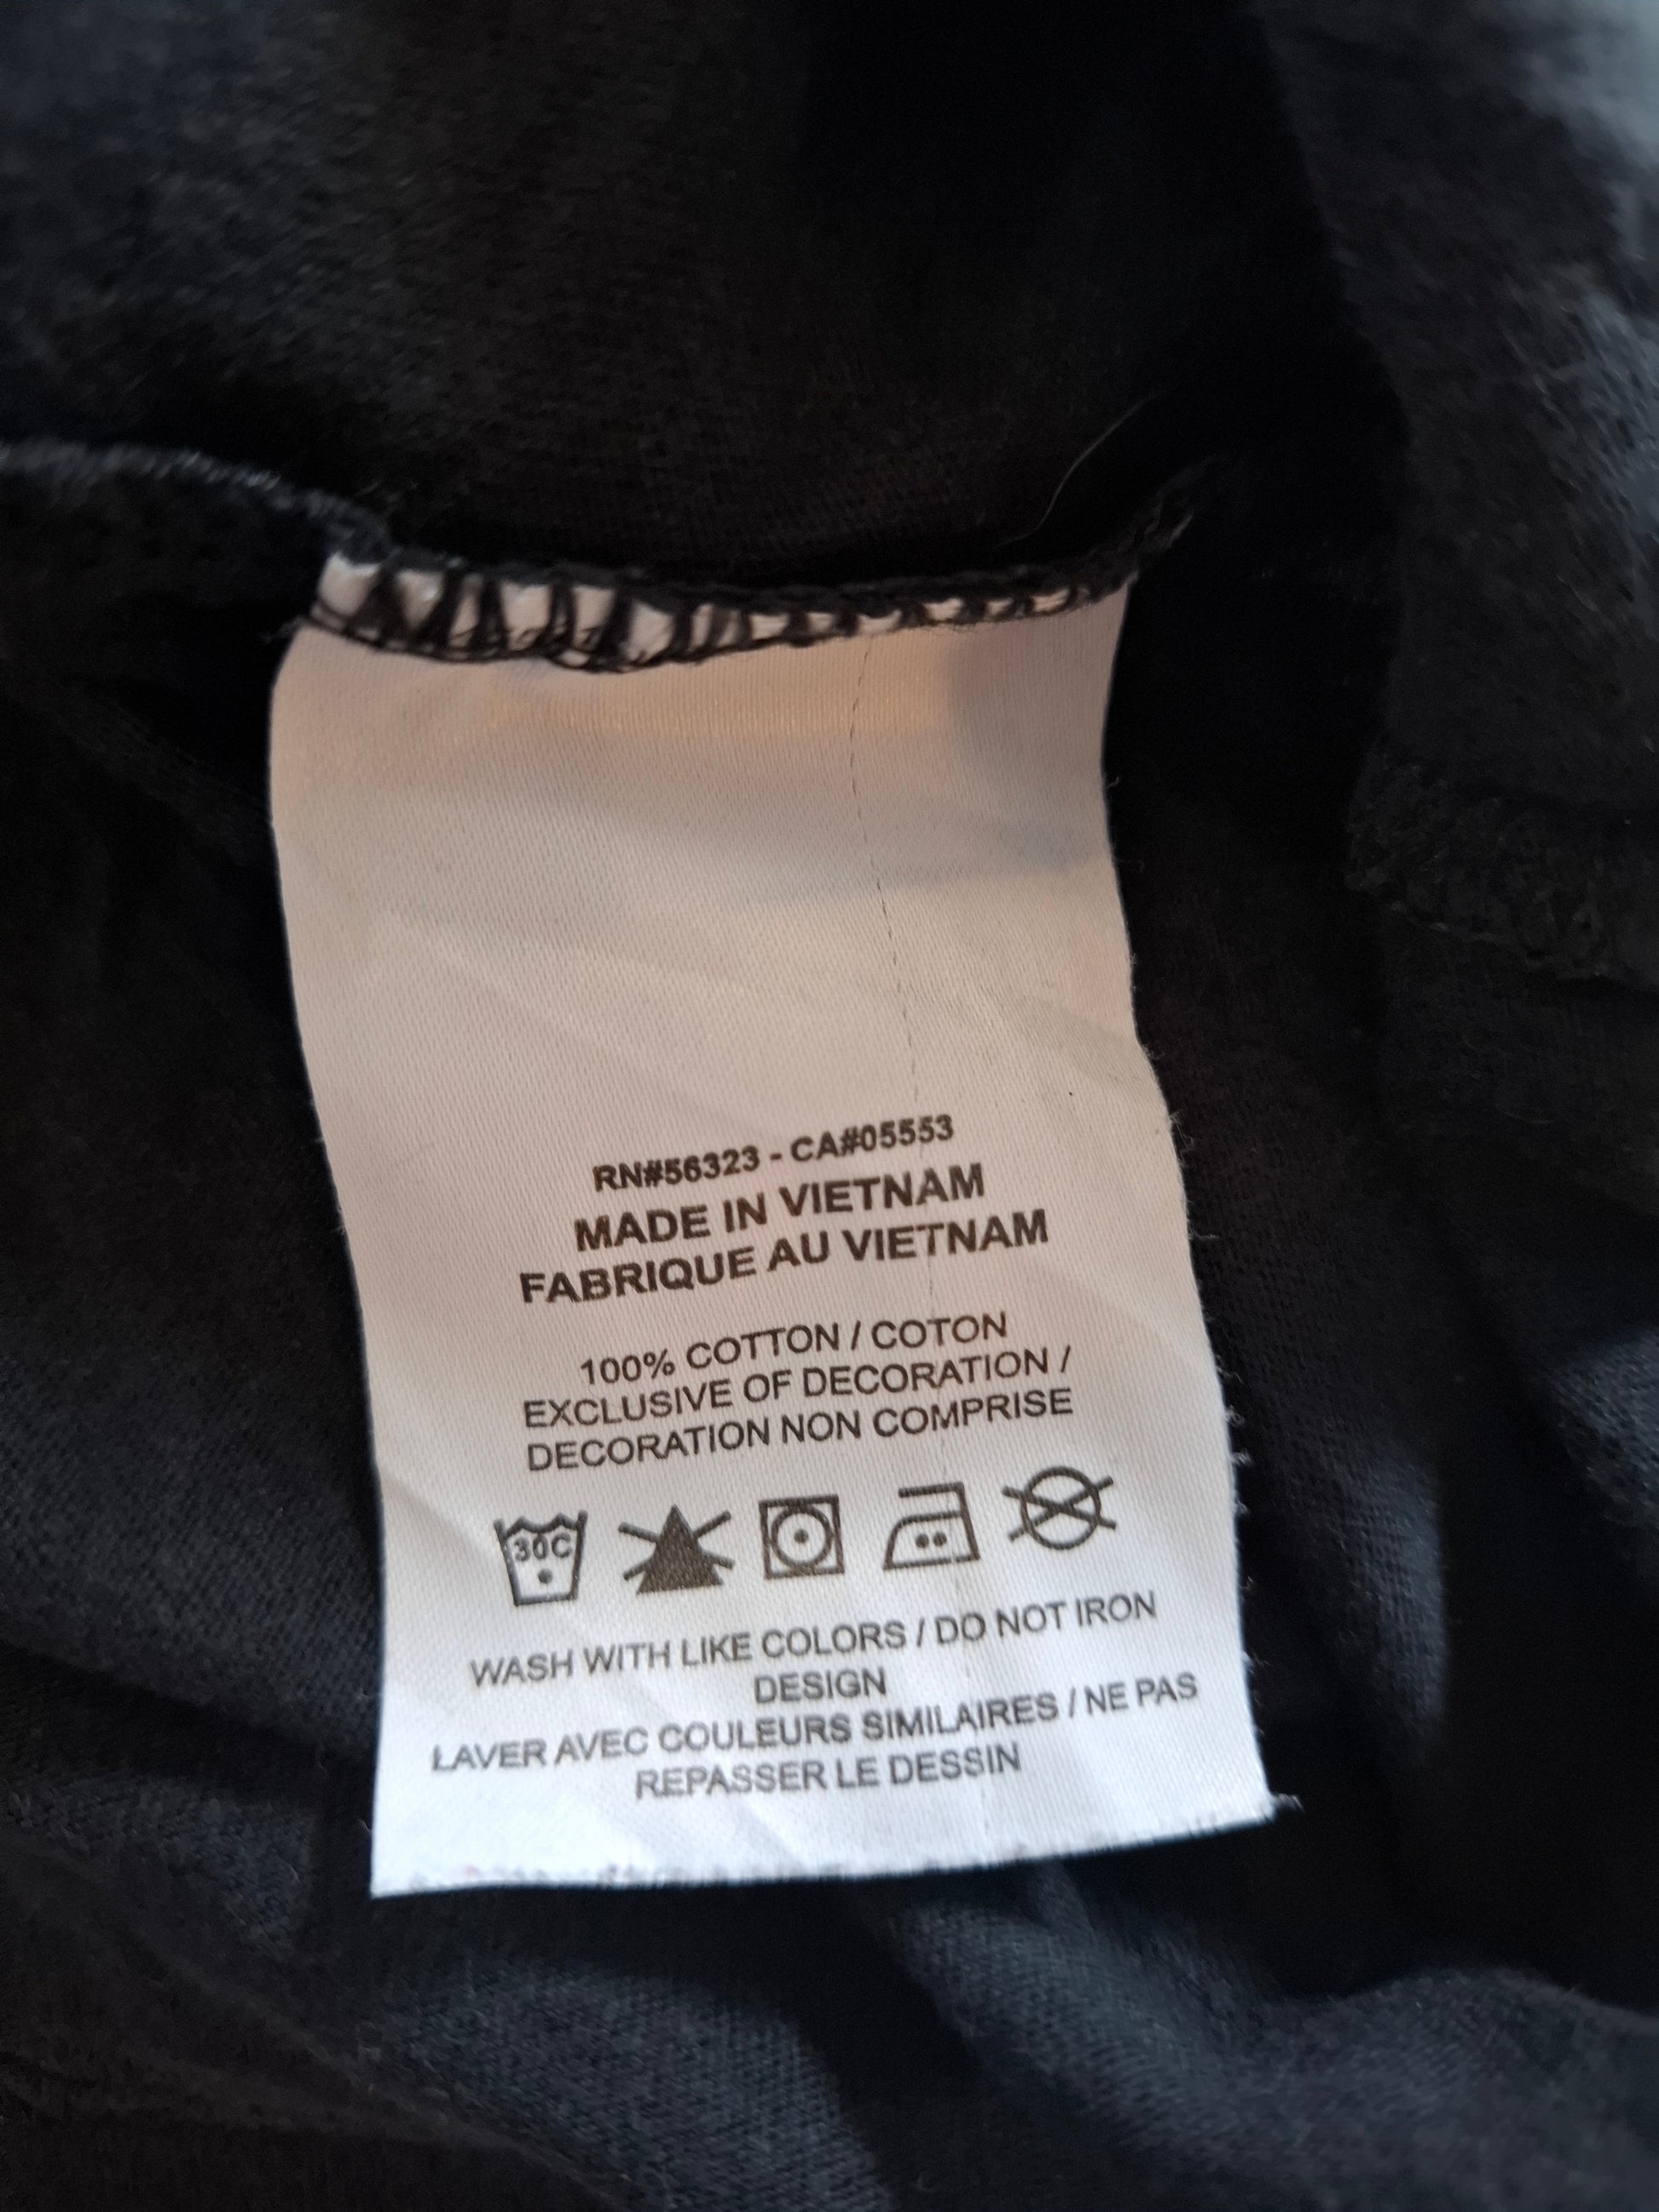 RN#56323 - CA#05553
MADE IN VIETNAM
FABRIQUE AU VIETNAM
100% COTTON / COTON
EXCLUSIVE OF DECORATION /
DECORATION NON COMPRISE
30C
WASH WITH LIKE COLORS / DO NOT IRON
DESIGN
LAVER AVEC COULEURS SIMILAIRES / NE PAS
REPASSER LE DESSIN